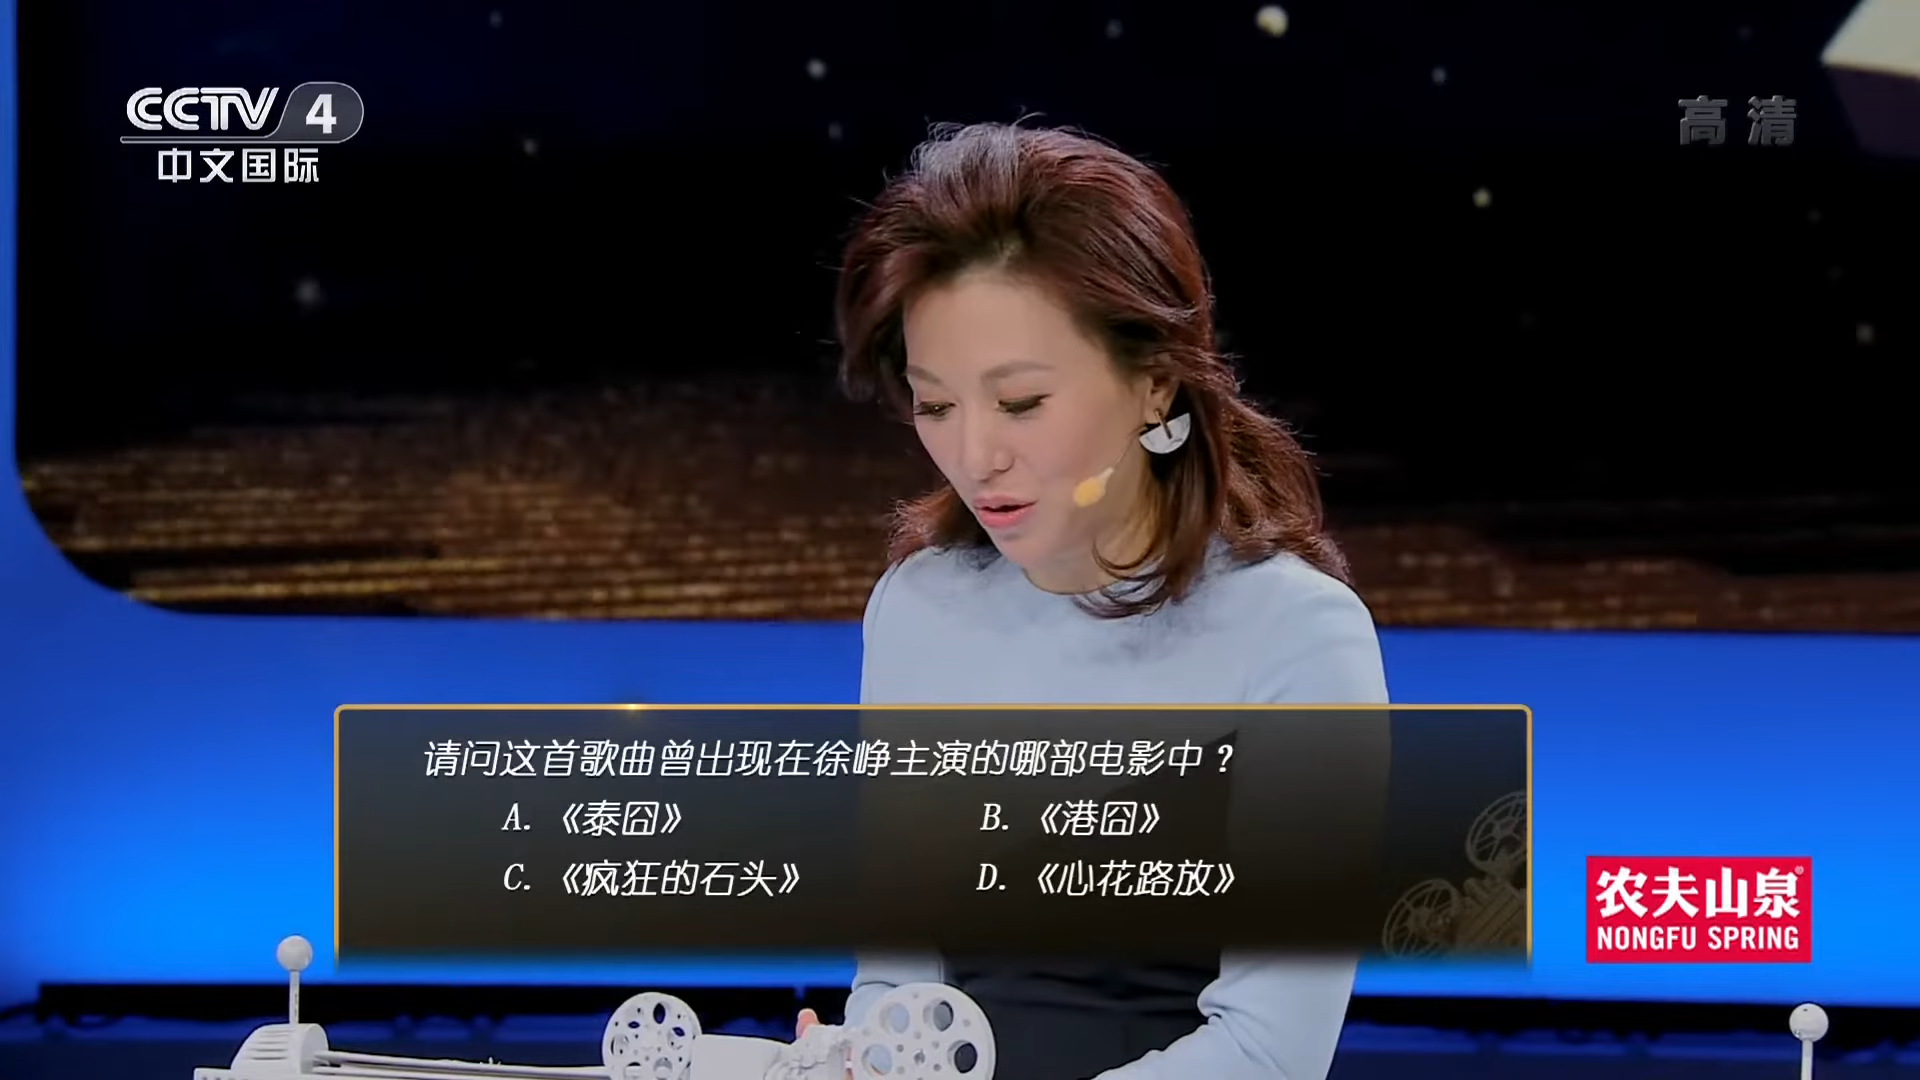 CCTV 4
高清
中文国际
请问这首歌曲曾出现在徐峥主演的哪部电影中？
A.《泰囧》 B.《港囧》
C.《疯狂的石头》 D.《心花路放》
农夫山泉®
NONGFU SPRING